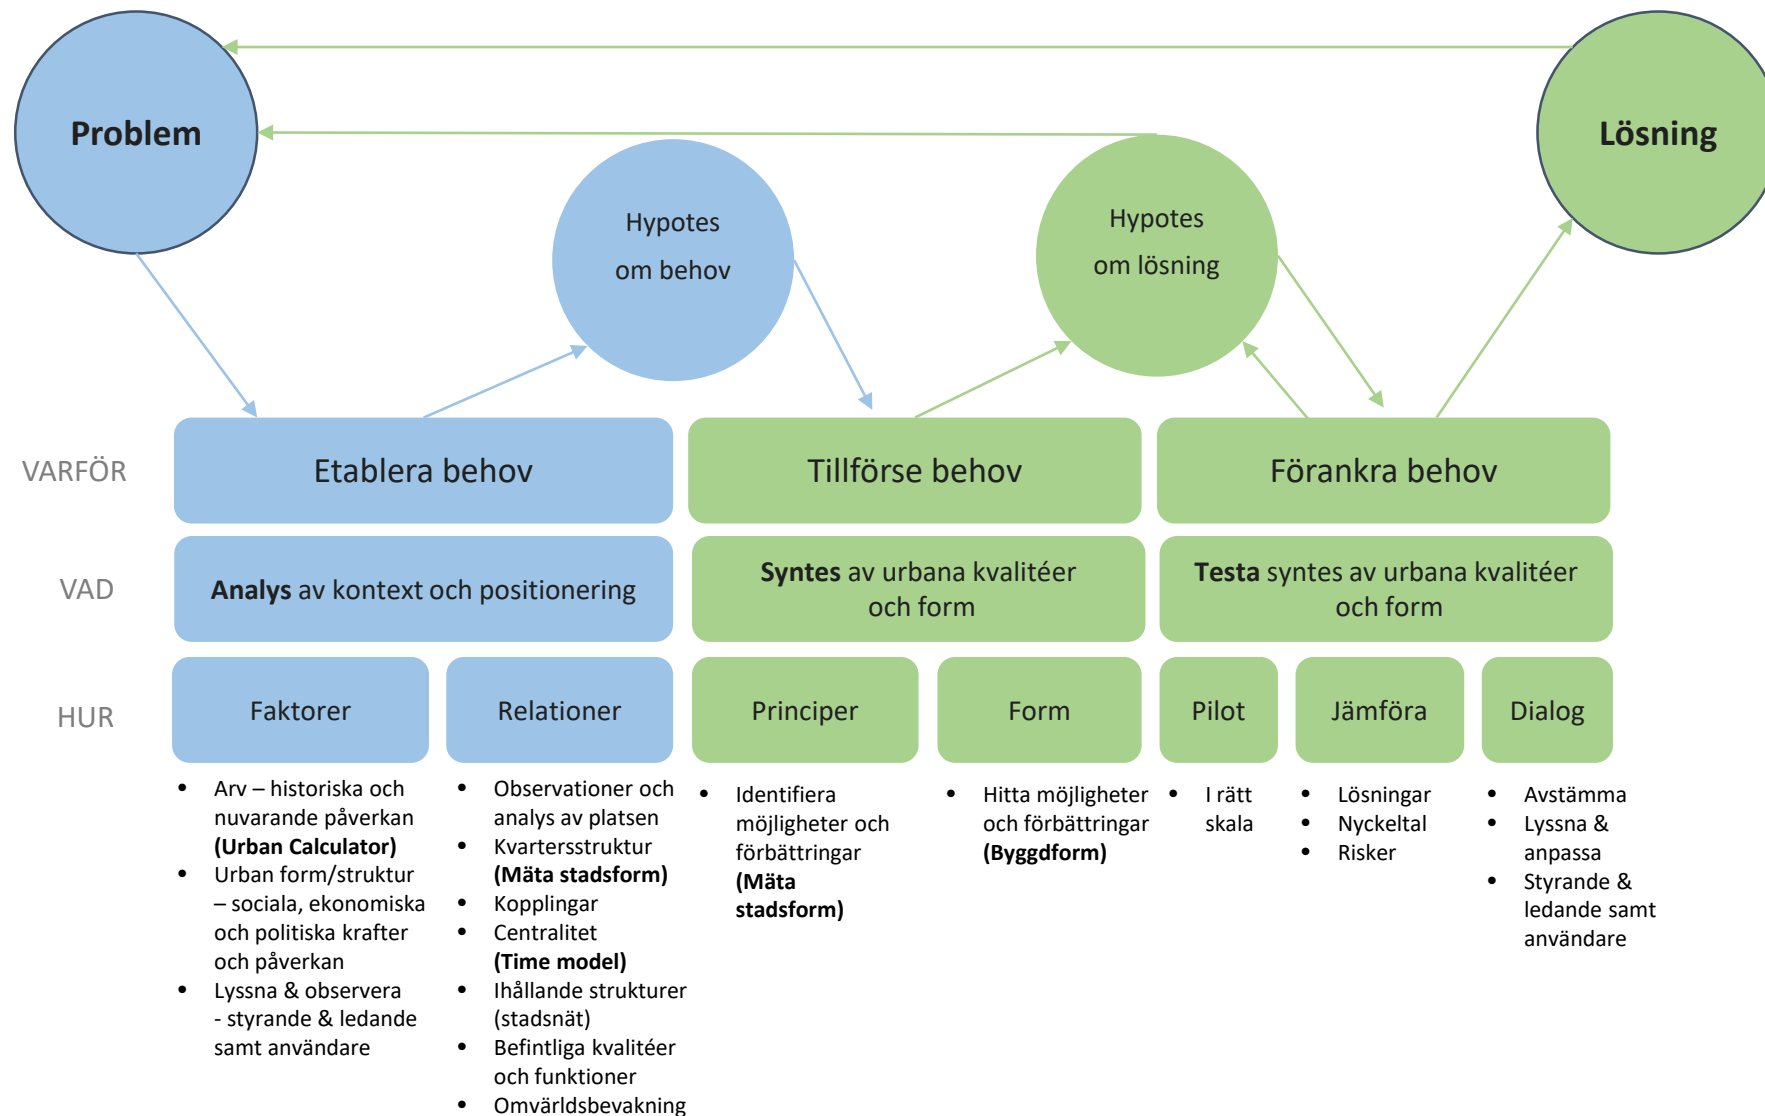 Problem
Lösning
Hypotes
om behov
Hypotes
om lösning
VARFÖR
Etablera behov
Tillförse behov
Förankra behov
VAD
Analys av kontext och positionering
Syntes av urbana kvalitéer
och form
Testa syntes av urbana kvalitéer
och form
HUR
Faktorer
Relationer
Principer
Form
Pilot
Jämföra
Dialog
• Arv – historiska och
nuvarande påverkan
(Urban Calculator)
• Urban form/struktur
– sociala, ekonomiska
och politiska krafter
och påverkan
• Lyssna & observera
- styrande & ledande
samt användare
• Observationer och
analys av platsen
• Kvartersstruktur
(Mäta stadsform)
• Kopplingar
• Centralitet
(Time model)
• Ihållande strukturer
(stadsnät)
• Befintliga kvalitéer
och funktioner
• Omvärldsbevakning
• Identifiera
möjligheter och
förbättringar
(Mäta
stadsform)
• Hitta möjligheter
och förbättringar
(Byggdform)
• I rätt
skala
• Lösningar
• Nyckeltal
• Risker
• Avstämma
• Lyssna &
anpassa
• Styrande &
ledande samt
användare